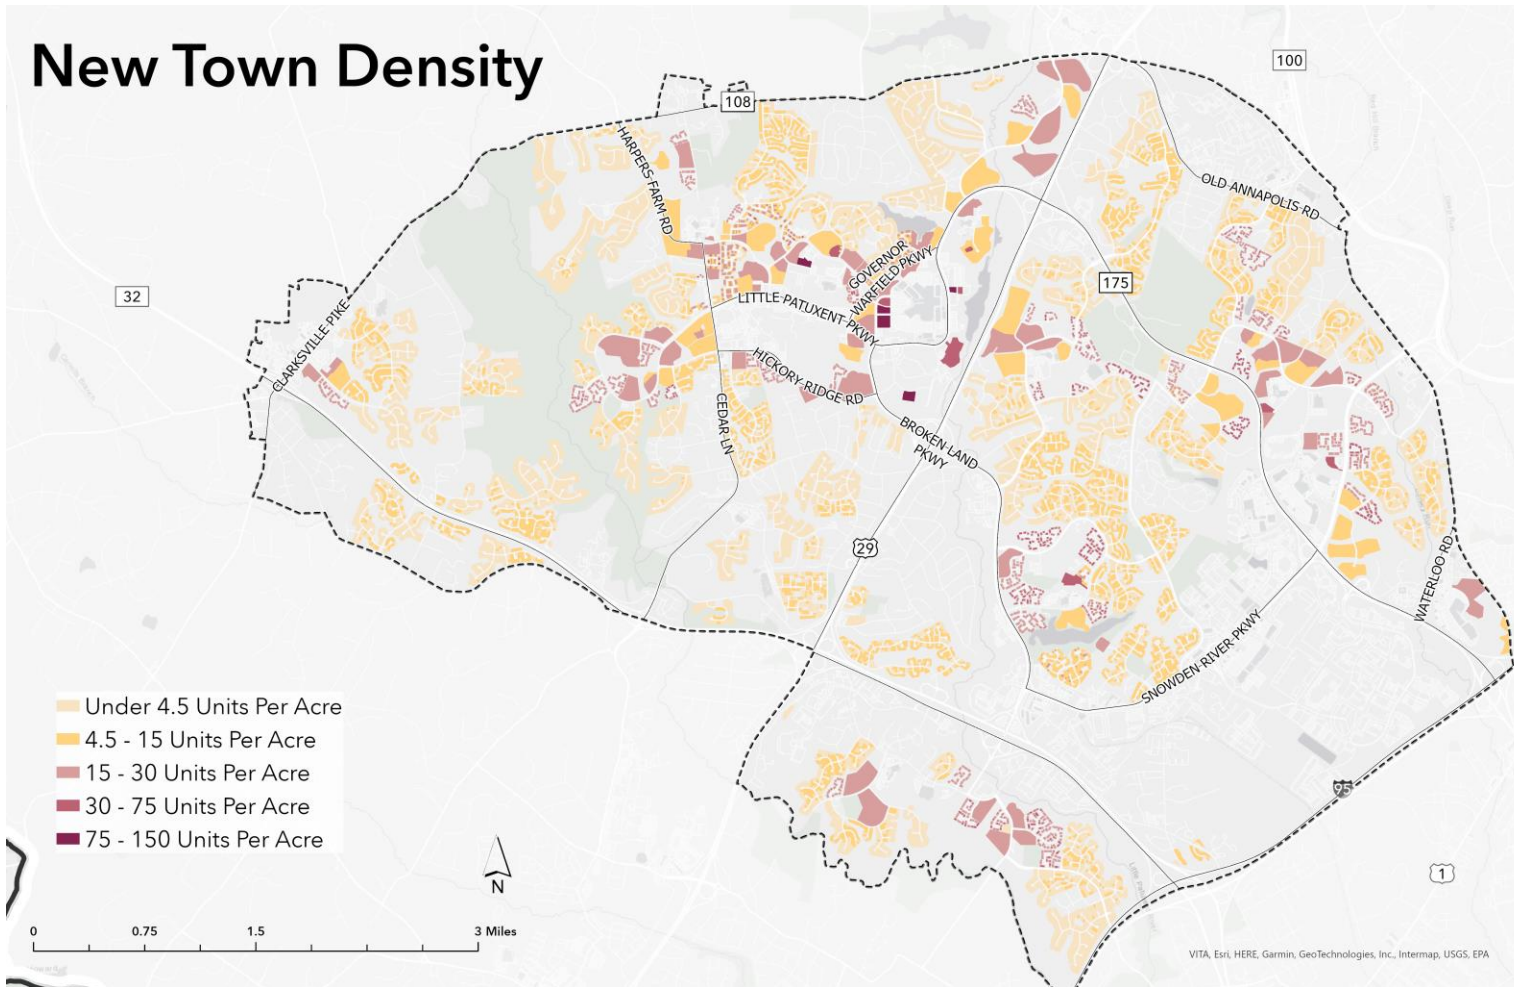 New Town Density
100
108
HARPERS FARM RD
OLD ANNAPOLIS RD
GOVERNOR
WARFIELD PKWY
175
32
LITTLE PATUXENT PKWY
CLARKSVILLE PIKE
HICKORY RIDGE RD
CEDAR LN
BROKEN LAND
PKWY
29
WATERLOO RD
SNOWDEN RIVER PKWY
Under 4.5 Units Per Acre
4.5 - 15 Units Per Acre
15 - 30 Units Per Acre
30 - 75 Units Per Acre
75 - 150 Units Per Acre
95
1
N
0 0.75 1.5 3 Miles
VITA, Esri, HERE, Garmin, GeoTechnologies, Inc., Intermap, USGS, EPA